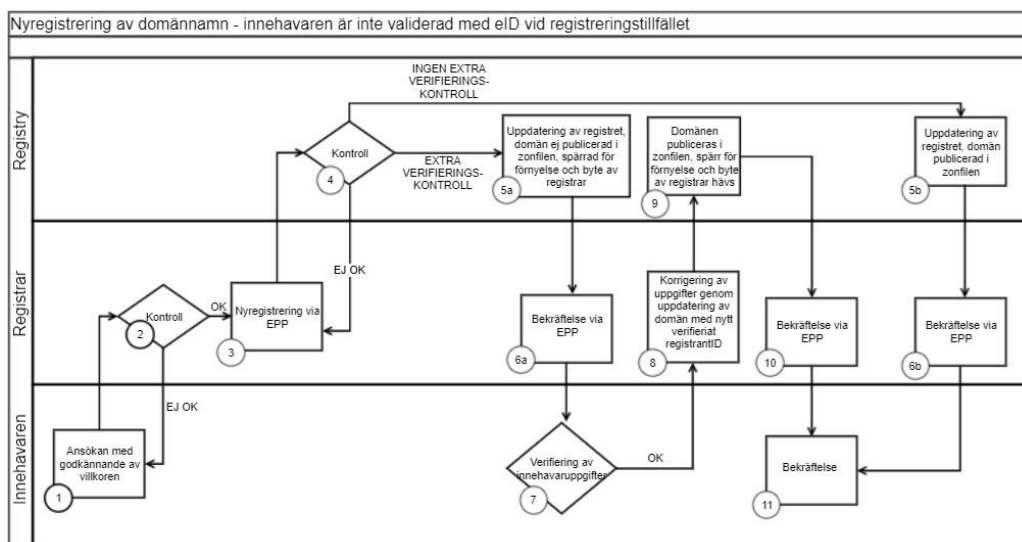 Nyregistrering av domännamn - innehavaren är inte validerad med eID vid registreringstillfället
Registry
INGEN EXTRA
VERIFIERINGS-
KONTROLL
Kontroll
4
EXTRA
VERIFIERINGS-
KONTROLL
Uppdatering av registret,
domän ej publicerad i
zonfilen, spärrad för
förnyelse och byte av
registrar
5a
Domänen
publiceras i
zonfilen, spärr för
förnyelse och byte
av registrar hävs
9
Uppdatering av
registret, domän
publicerad i
zonfilen
5b
Registrar
Kontroll
2
OK
Nyregistrering via
EPP
3
EJ OK
Bekräftelse via
EPP
6a
Korrigering av
uppgifter genom
uppdatering av
domän med nytt
verifieriat
registrantID
8
Bekräftelse via
EPP
10
Bekräftelse via
EPP
6b
Innehavaren
EJ OK
Ansökan med
godkännande av
villkoren
1
Verifiering av
innehavaruppgifter
7
OK
Bekräftelse
11